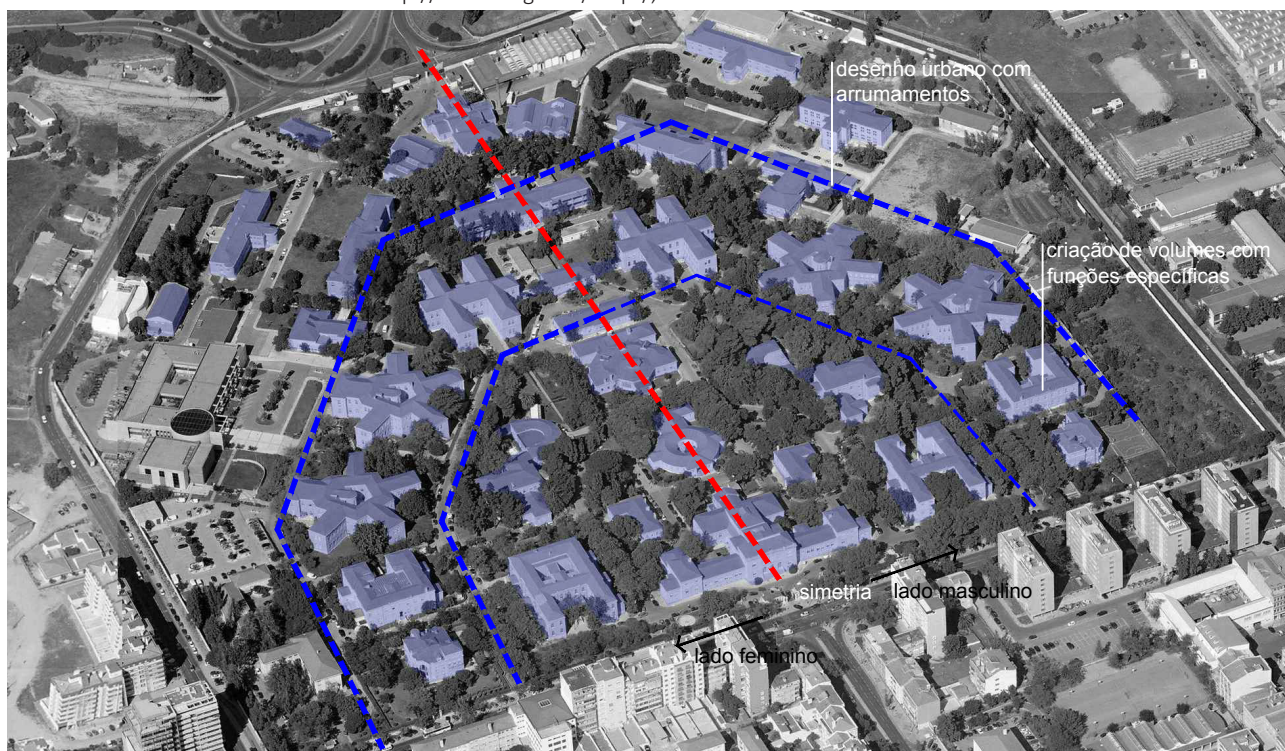 desenho urbano com
arrumamentos
criação de volumes com
funções específicas
simetria
lado masculino
lado feminino